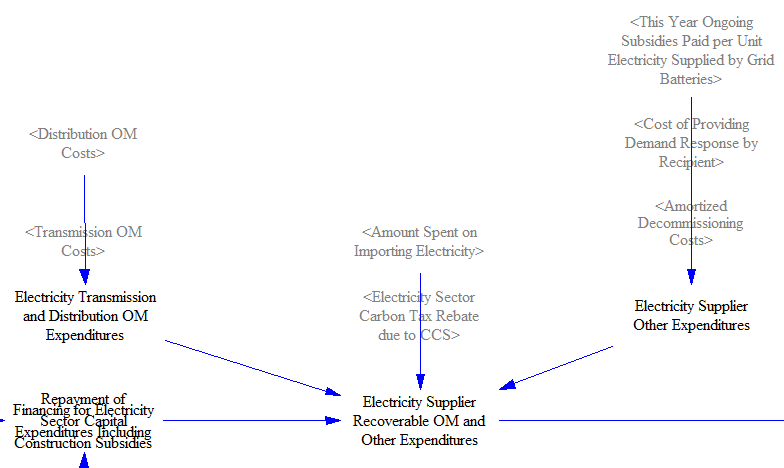 <This Year Ongoing
Subsidies Paid per Unit
Electricity Supplied by Grid
Batteries>
<Distribution OM
Costs>
<Cost of Providing
Demand Response by
Recipient>
<Transmission OM
Costs>
<Amount Spent on
Importing Electricity>
<Amortized
Decommissioning
Costs>
Electricity Transmission
and Distribution OM
Expenditures
<Electricity Sector
Carbon Tax Rebate
due to CCS>
Electricity Supplier
Other Expenditures
Repayment of
Financing for Electricity
Sector Capital
Expenditures Including
Construction Subsidies
Electricity Supplier
Recoverable OM and
Other Expenditures